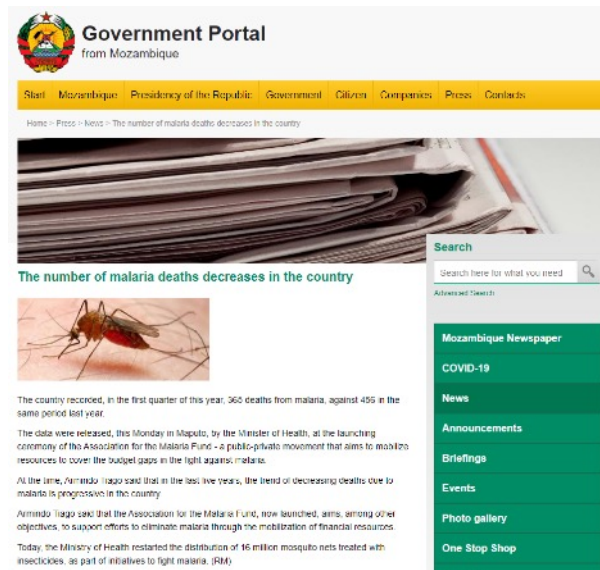 Government Portal
from Mozambique
Start Mozambique Presidency of the Republic Government Citizen Companies Press Contacts
Home > Press > News > The number of malaria deaths decreases in the country
Search
Search here for what you need
Advanced Search
The number of malaria deaths decreases in the country
The country recorded, in the first quarter of this year, 365 deaths from malaria, against 456 in the
same period last year.
The data were released, this Monday in Maputo, by the Minister of Health, at the launching
ceremony of the Association for the Malaria Fund - a public-private movement that aims to mobilize
resources to cover the budget gaps in the fight against malaria.
At the time, Armindo Tiago said that in the last five years, the trend of decreasing deaths due to
malaria is progressive in the country
Armindo Tiago said that the Association for the Malaria Fund, now launched, aims, among other
objectives, to support efforts to eliminate malaria through the mobilization of financial resources.
Today, the Ministry of Health restarted the distribution of 16 million mosquito nets treated with
insecticides, as part of initiatives to fight malaria. (RM)
Mozambique Newspaper
COVID-19
News
Announcements
Briefings
Events
Photo gallery
One Stop Shop